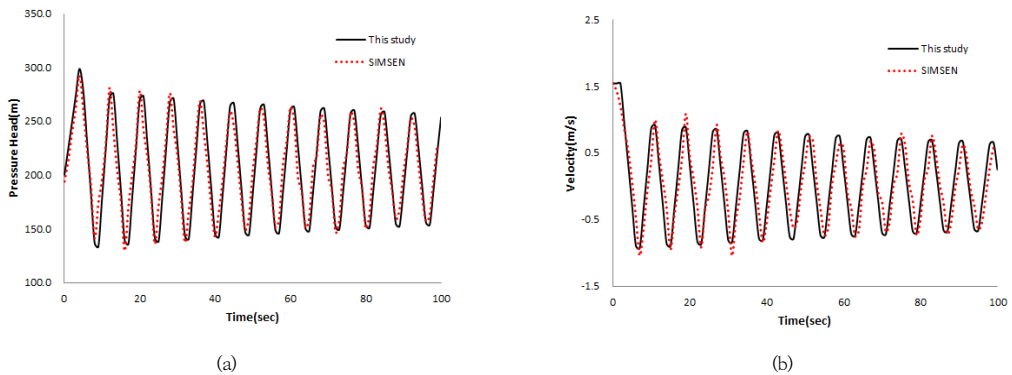 350.0
300.0
250.0
200.0
150.0
100.0
Pressure Head(m)
0
20
40
60
80
100
Time(sec)
This study
SIMSEN
(a)
2.5
1.5
0.5
-0.5
-1.5
Velocity(m/s)
0
20
40
60
80
100
Time(sec)
This study
SIMSEN
(b)